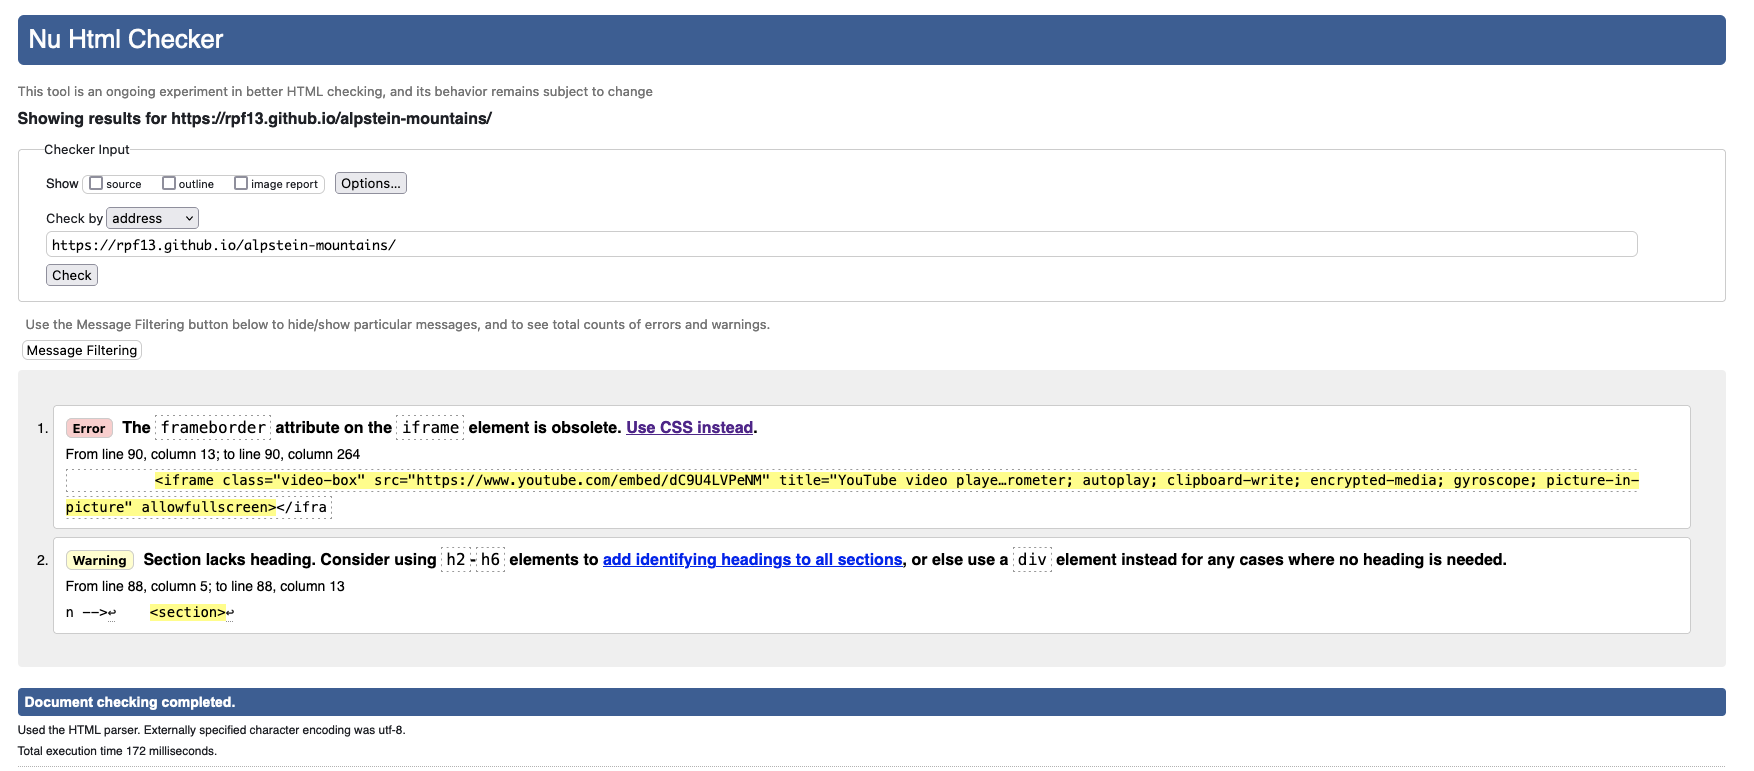 Nu Html Checker
This tool is an ongoing experiment in better HTML checking, and its behavior remains subject to change
Showing results for https://rpf13.github.io/alpstein-mountains/
Checker Input
Show source outline image report Options...
Check by address
https://rpf13.github.io/alpstein-mountains/
Check
Use the Message Filtering button below to hide/show particular messages, and to see total counts of errors and warnings.
Message Filtering
1. Error The frameborder attribute on the iframe element is obsolete. Use CSS instead.
From line 90, column 13; to line 90, column 264
<iframe class="video-box" src="https://www.youtube.com/embed/dC9U4LVPeNM" title="YouTube video playe…rometer; autoplay; clipboard-write; encrypted-media; gyroscope; picture-in-
picture" allowfullscreen></ifra
2. Warning Section lacks heading. Consider using h2-h6 elements to add identifying headings to all sections, or else use a div element instead for any cases where no heading is needed.
From line 88, column 5; to line 88, column 13
n -->↩ <section>↩
Document checking completed.
Used the HTML parser. Externally specified character encoding was utf-8.
Total execution time 172 milliseconds.